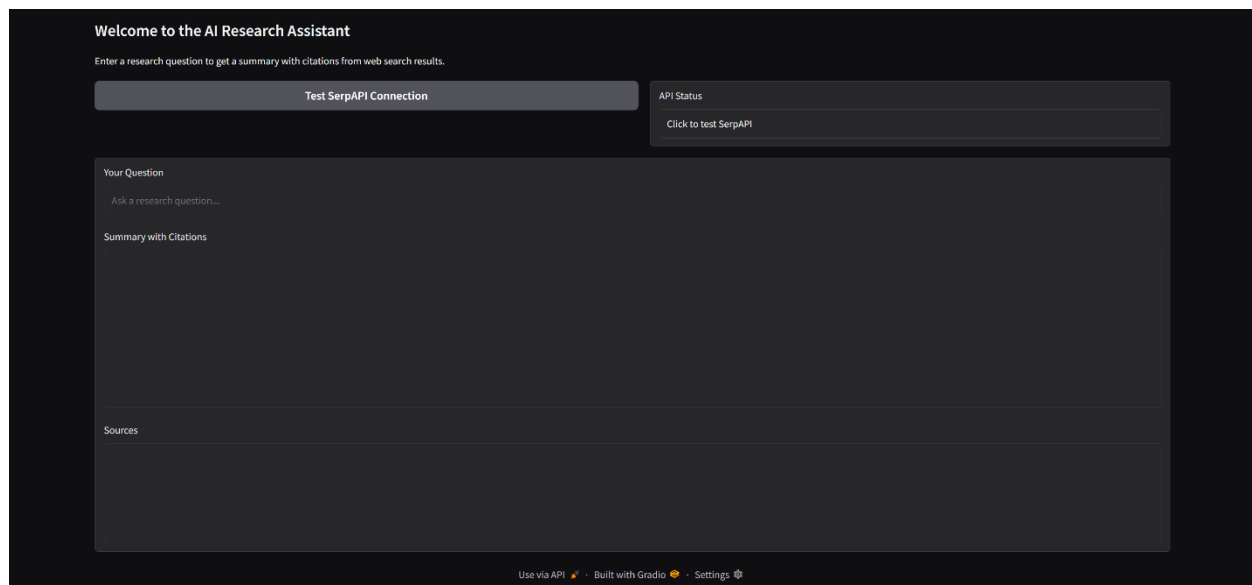 Welcome to the AI Research Assistant
Enter a research question to get a summary with citations from web search results.
Test SerpAPI Connection
API Status
Click to test SerpAPI
Your Question
Ask a research question...
Summary with Citations
Sources
Use via API · Built with Gradio · Settings